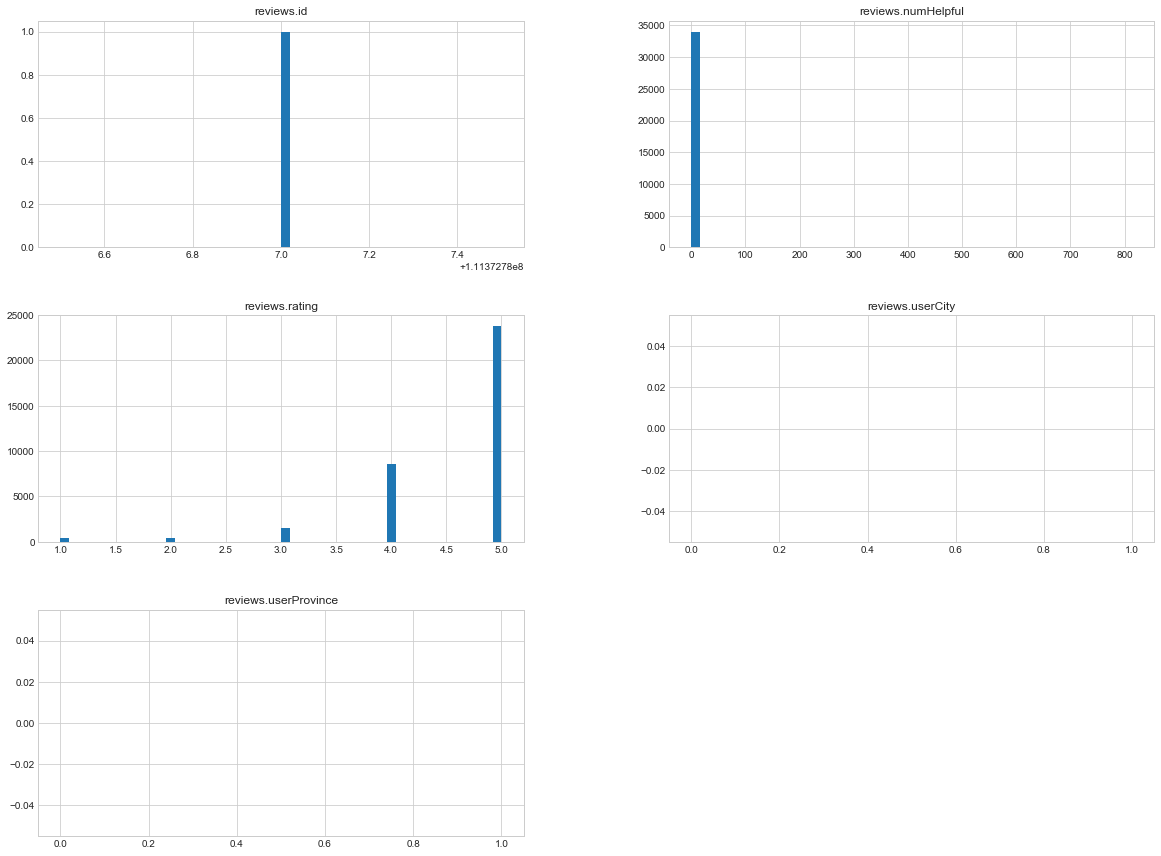 reviews.id
1.0
0.8
0.6
0.4
0.2
0.0
6.6 6.8 7.0 7.2 7.4
+1.1137278e8
reviews.numHelpful
35000
30000
25000
20000
15000
10000
5000
0
0 100 200 300 400 500 600 700 800
reviews.rating
25000
20000
15000
10000
5000
0
1.0 1.5 2.0 2.5 3.0 3.5 4.0 4.5 5.0
reviews.userCity
0.04
0.02
0.00
−0.02
−0.04
0.0 0.2 0.4 0.6 0.8 1.0
reviews.userProvince
0.04
0.02
0.00
−0.02
−0.04
0.0 0.2 0.4 0.6 0.8 1.0